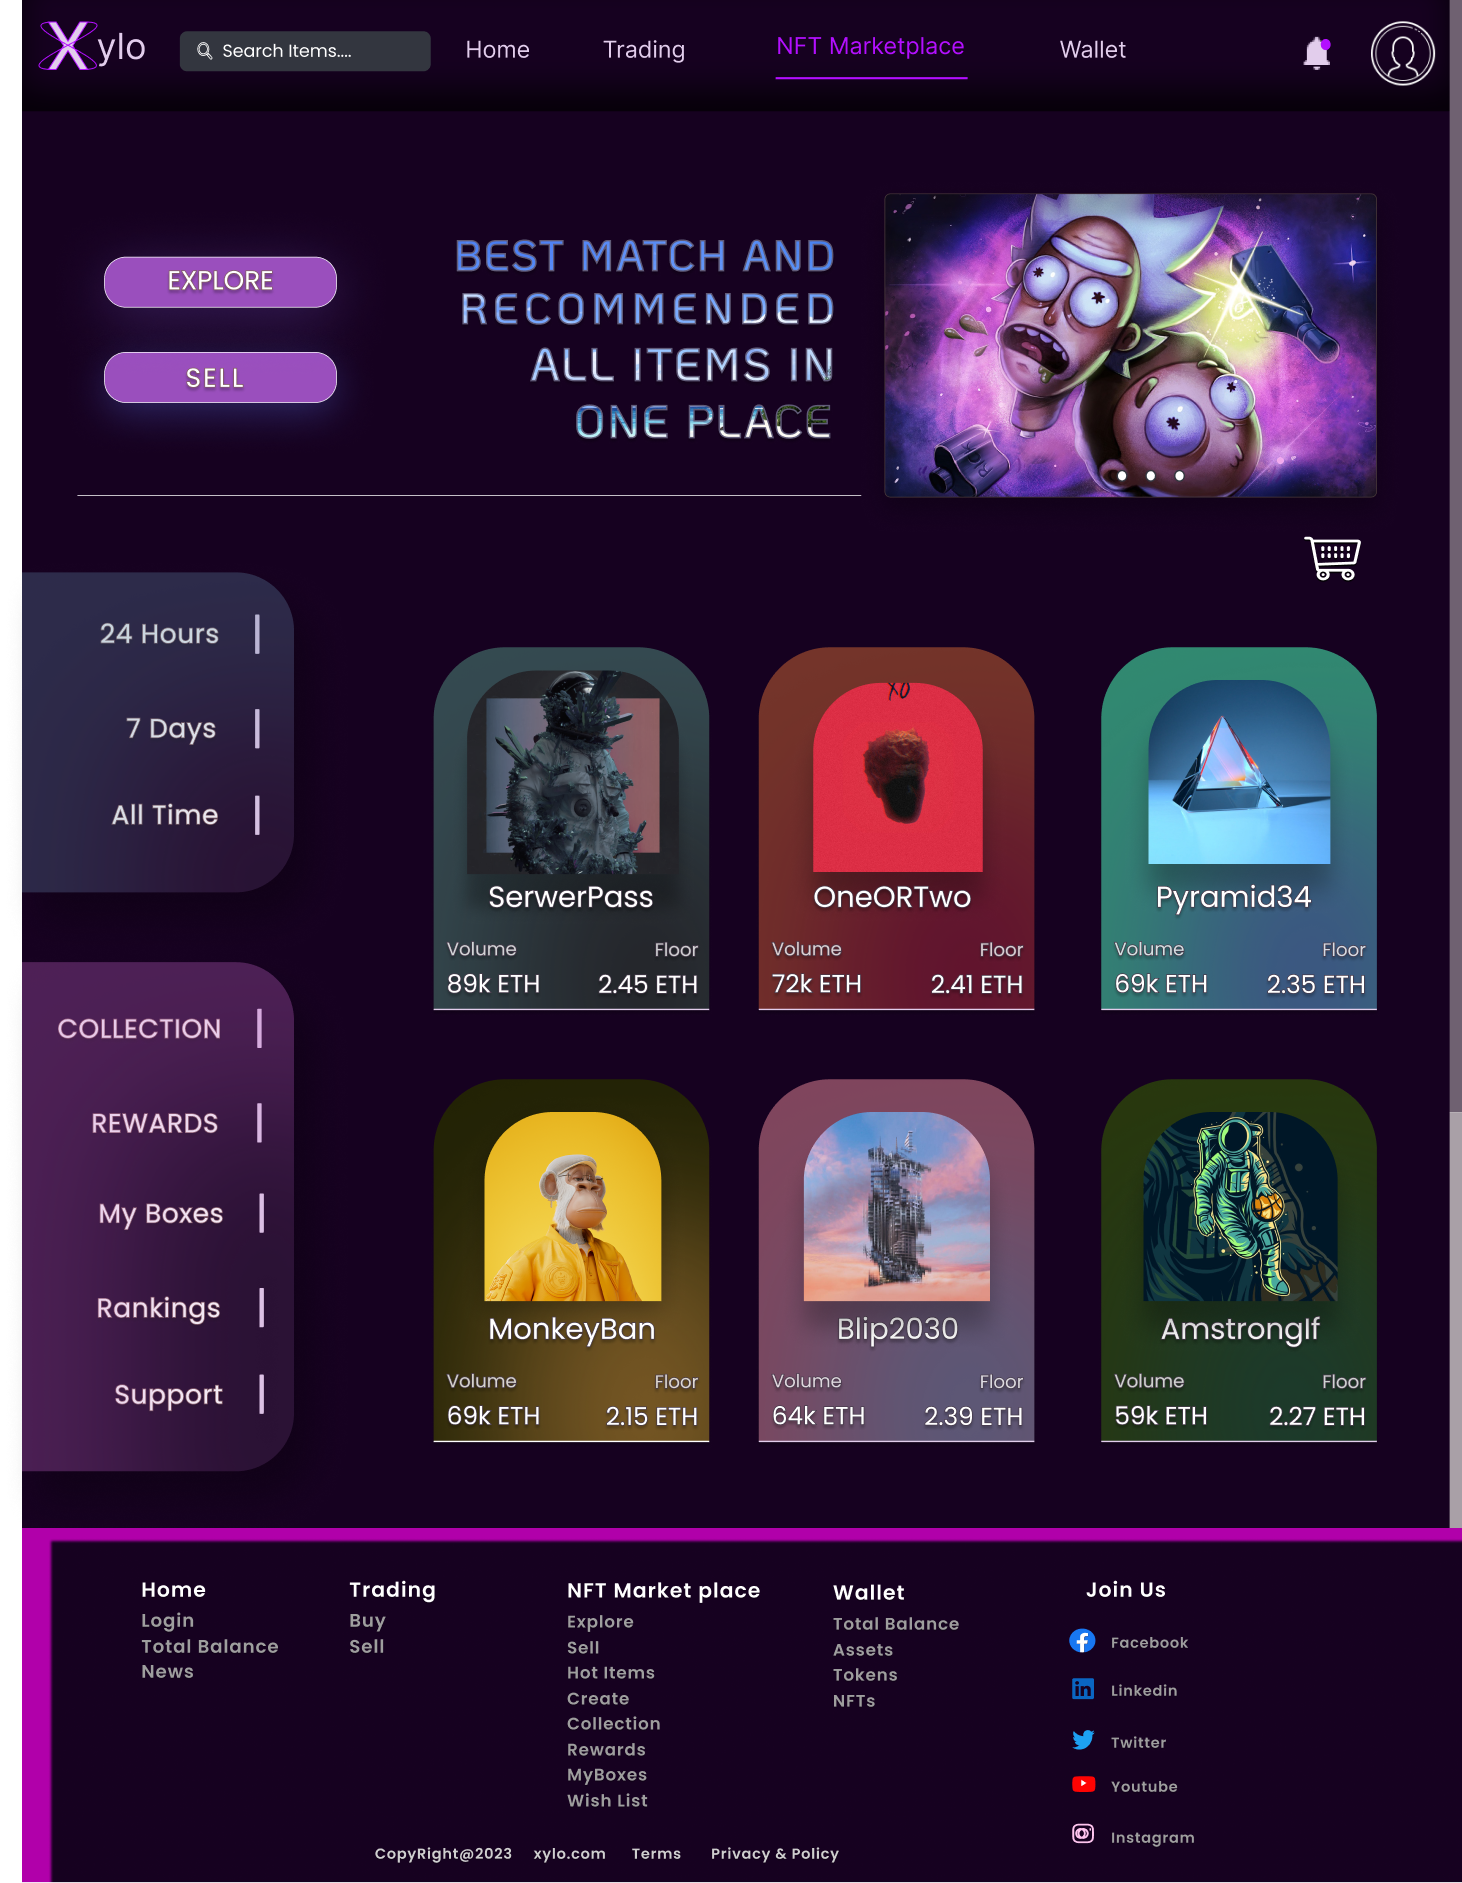 Xylo
Search Items....
Home
Trading
NFT Marketplace
Wallet
EXPLORE
SELL
BEST MATCH AND
RECOMMENDED
ALL ITEMS IN
ONE PLACE
24 Hours
7 Days
All Time
COLLECTION
REWARDS
My Boxes
Rankings
Support
SerwerPass
Volume Floor
89k ETH 2.45 ETH
XO
OneORTwo
Volume Floor
72k ETH 2.41 ETH
Pyramid34
Volume Floor
69k ETH 2.35 ETH
MonkeyBan
Volume Floor
69k ETH 2.15 ETH
Blip2030
Volume Floor
64k ETH 2.39 ETH
Amstronglf
Volume Floor
59k ETH 2.27 ETH
Home
Login
Total Balance
News
Trading
Buy
Sell
NFT Market place
Explore
Sell
Hot Items
Create
Collection
Rewards
MyBoxes
Wish List
Wallet
Total Balance
Assets
Tokens
NFTs
Join Us
Facebook
Linkedin
Twitter
Youtube
Instagram
CopyRight@2023 xylo.com Terms Privacy & Policy